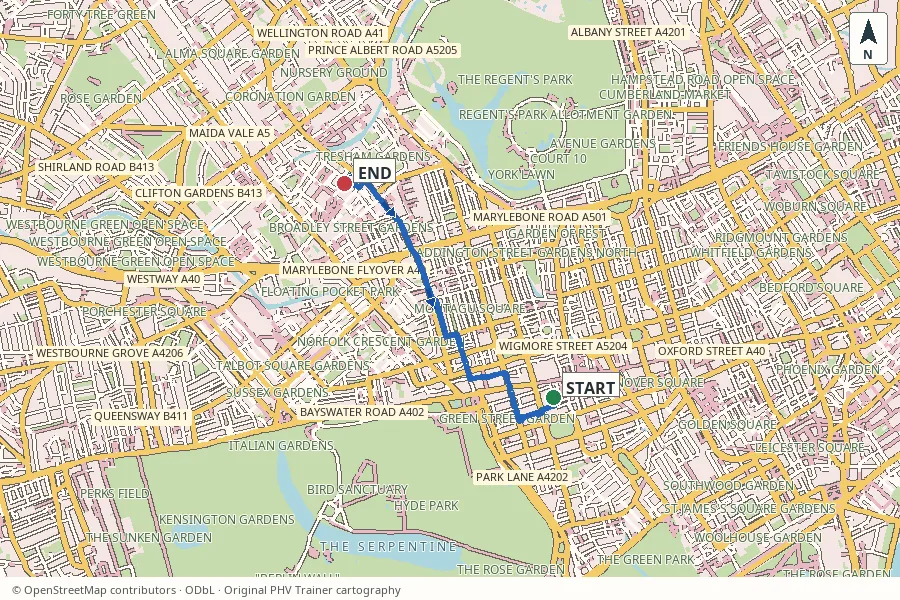 FORTY TREE GREEN
WELLINGTON ROAD A41
ALBANY STREET A4201
N
ALMA SQUARE GARDEN
PRINCE ALBERT ROAD A5205
NURSERY GROUND
THE REGENT'S PARK
HAMPSTEAD ROAD OPEN SPACE
ROSE GARDEN
CORONATION GARDEN
CUMBERLAND MARKET
REGENT'S PARK ALLOTMENT GARDEN
MAIDA VALE A5
AVENUE GARDENS
FRIENDS HOUSE GARDEN
TRESHAM GARDENS
COURT 10
SHIRLAND ROAD B413
END
YORK LAWN
TAVISTOCK SQUARE
CLIFTON GARDENS B413
WOBURN SQUARE
WESTBOURNE GREEN OPEN SPACE
BROADLEY STREET GARDENS
MARYLEBONE ROAD A501
GARDEN OF REST
WESTBOURNE GREEN OPEN SPACE
RIDGMOUNT GARDENS
PADDINGTON STREET GARDENS NORTH
WHITFIELD GARDENS
WESTBOURNE GREEN OPEN SPACE
MARYLEBONE FLYOVER A4
WESTWAY A40
FLOATING POCKET PARK
BEDFORD SQUARE
PORCHESTER SQUARE
MONTAGU SQUARE
NORFOLK CRESCENT GARDEN
WIGMORE STREET A5204
OXFORD STREET A40
WESTBOURNE GROVE A4206
TALBOT SQUARE GARDENS
PHOENIX GARDEN
START
HANOVER SQUARE
SUSSEX GARDENS
QUEENSWAY B411
BAYSWATER ROAD A402
GREEN STREET GARDEN
GOLDEN SQUARE
ITALIAN GARDENS
LEICESTER SQUARE
PARK LANE A4202
PERKS FIELD
BIRD SANCTUARY
SOUTHWOOD GARDEN
HYDE PARK
ST JAMES'S SQUARE GARDENS
KENSINGTON GARDENS
THE SUNKEN GARDEN
WOOLHOUSE GARDEN
THE SERPENTINE
THE GREEN PARK
THE ROSE GARDEN
"BERLIN WALL"
THE ROSE GARDEN
© OpenStreetMap contributors · ODbL · Original PHV Trainer cartography